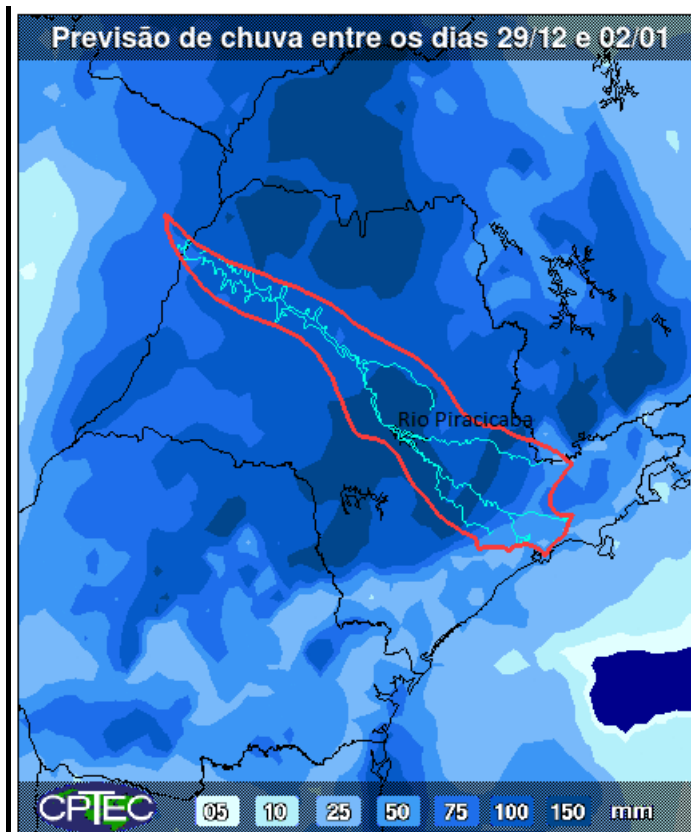 Previsão de chuva entre os dias 29/12 e 02/01
Rio Piracicaba
CPTEC 05 10 25 50 75 100 150 mm